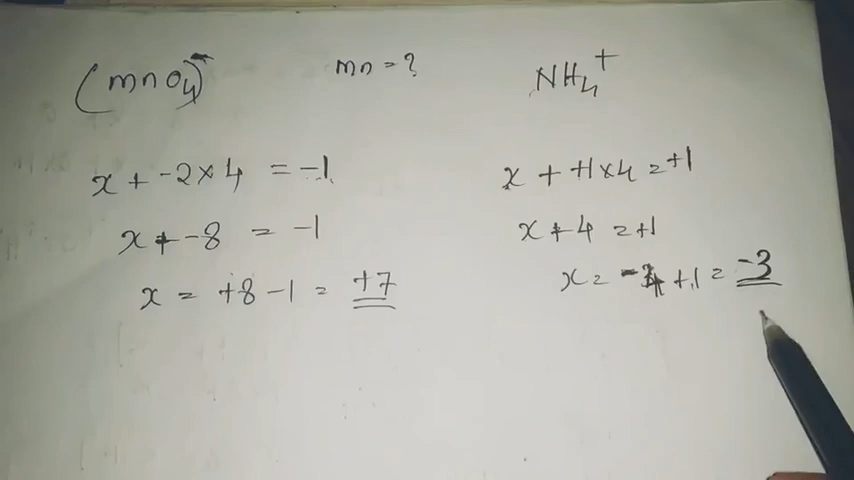 (mnO4)-
mn = ?
NH4+
x + -2×4 = -1
x + -8 = -1
x = +8 -1 = +7
x + +1×4 = +1
x + 4 = +1
x = -4 +1 = -3